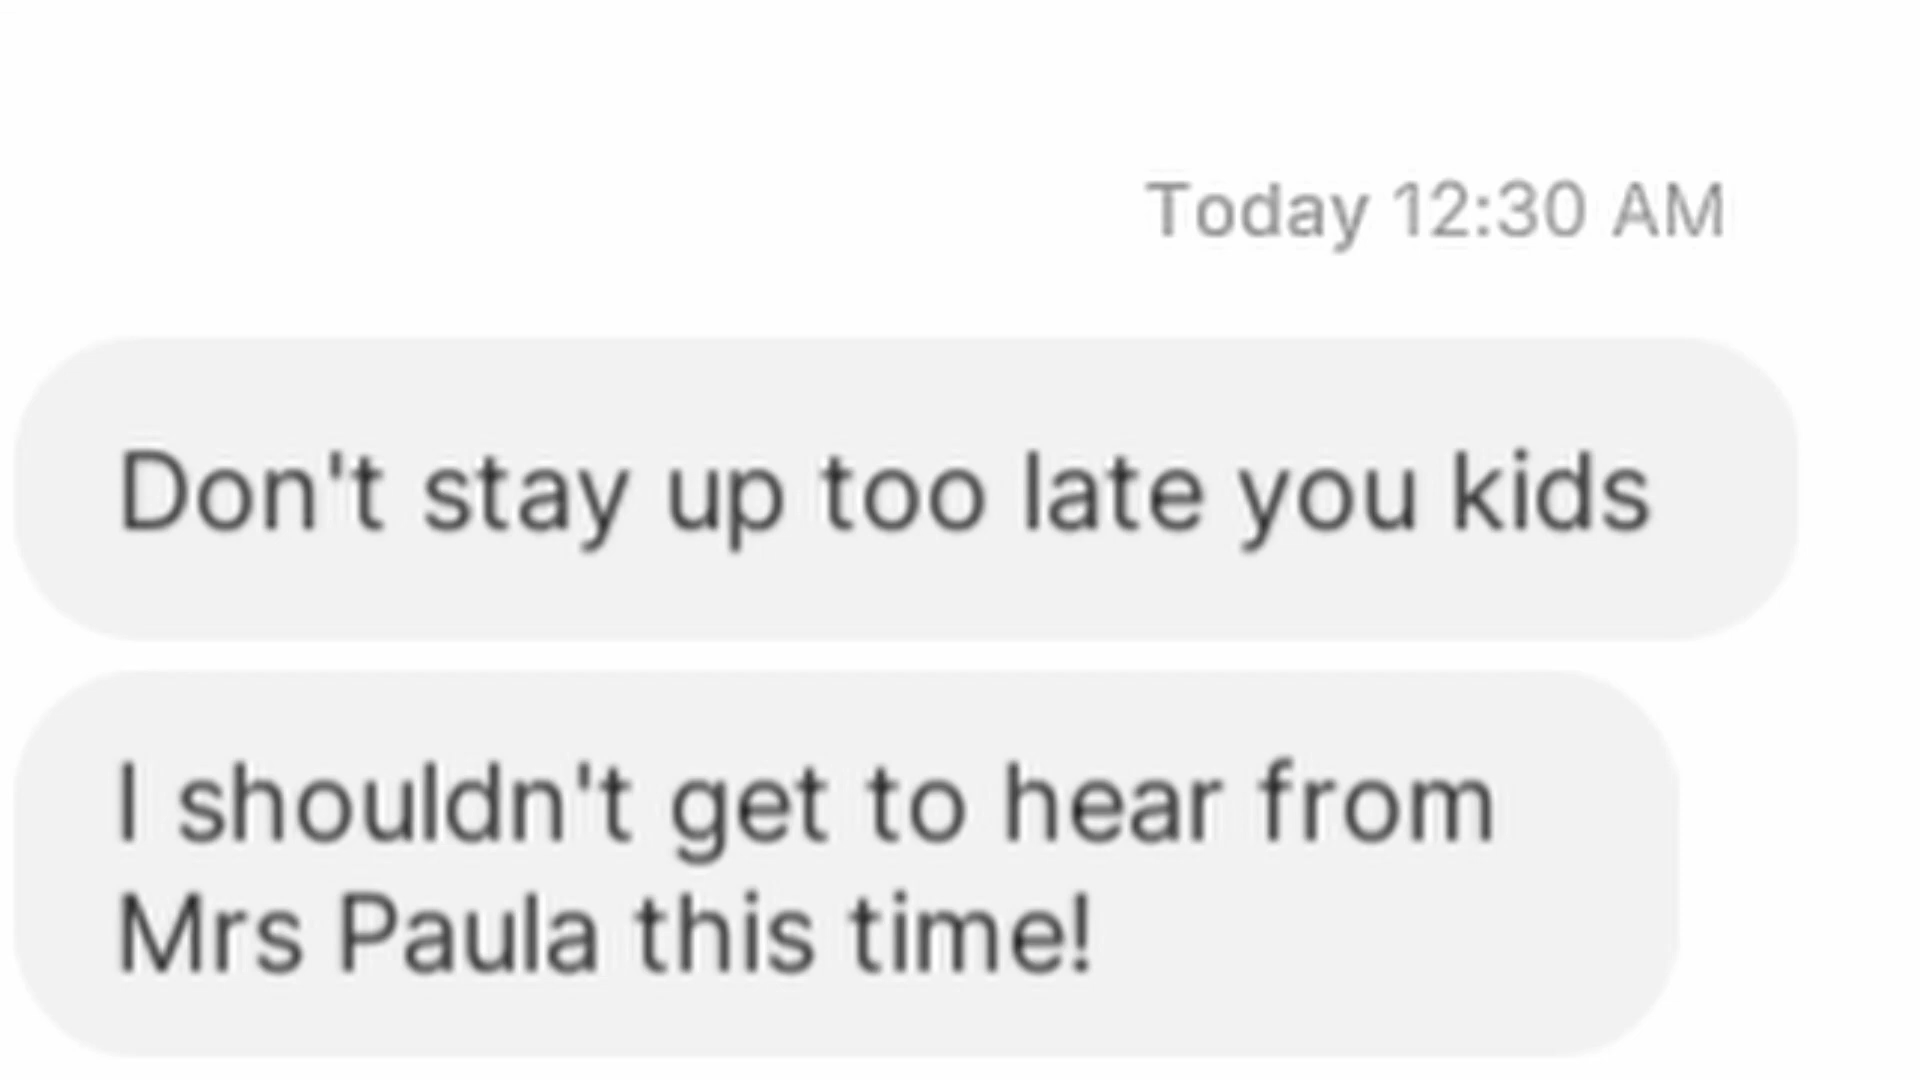 Today 12:30 AM
Don't stay up too late you kids
I shouldn't get to hear from
Mrs Paula this time!